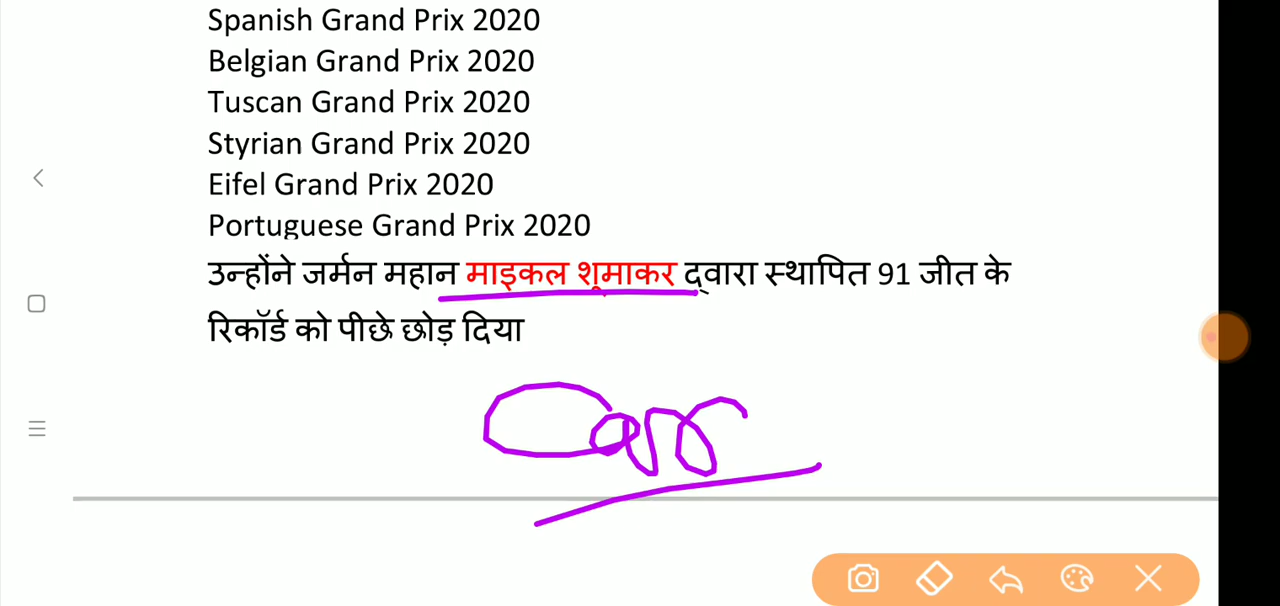 Spanish Grand Prix 2020
Belgian Grand Prix 2020
Tuscan Grand Prix 2020
Styrian Grand Prix 2020
Eifel Grand Prix 2020
Portuguese Grand Prix 2020
उन्होंने जर्मन महान माइकल शूमाकर द्वारा स्थापित 91 जीत के
रिकॉर्ड को पीछे छोड़ दिया